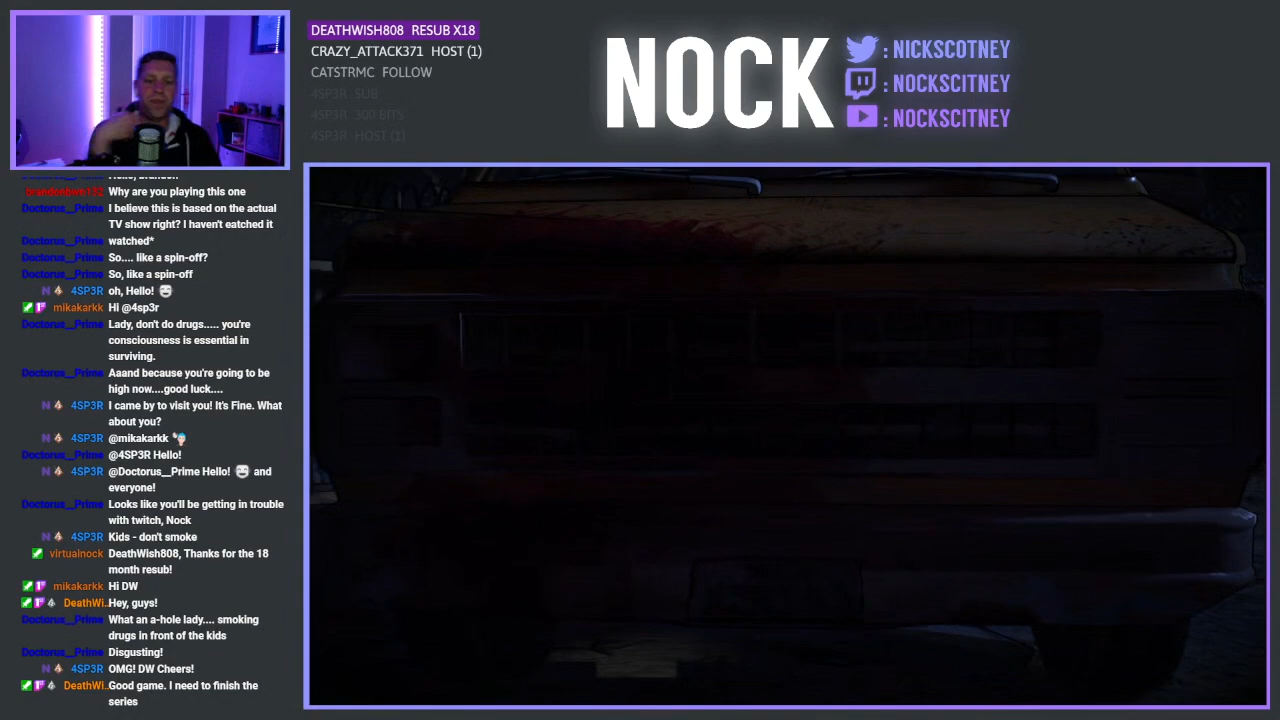 DEATHWISH808 RESUB X18
CRAZY_ATTACK371 HOST (1)
CATSTRMC FOLLOW
4SP3R SUB
4SP3R 300 BITS
4SP3R HOST (1)
NOCK
: NICKSCOTNEY
: NOCKSCITNEY
: NOCKSCITNEY
Why are you playing this one
Doctorus__Prime I believe this is based on the actual
TV show right? I haven't eatched it
Doctorus__Prime watched*
Doctorus__Prime So.... like a spin-off?
Doctorus__Prime So, like a spin-off
N 4SP3R oh, Hello!
mikakarkk Hi @4sp3r
Doctorus__Prime Lady, don't do drugs..... you're
consciousness is essential in
surviving.
Doctorus__Prime Aaand because you're going to be
high now....good luck....
N 4SP3R I came by to visit you! It's Fine. What
about you?
N 4SP3R @mikakarkk
Doctorus__Prime @4SP3R Hello!
N 4SP3R @Doctorus__Prime Hello! and
everyone!
Doctorus__Prime Looks like you'll be getting in trouble
with twitch, Nock
N 4SP3R Kids - don't smoke
virtualnock DeathWish808, Thanks for the 18
month resub!
mikakarkk Hi DW
DeathWi.. Hey, guys!
Doctorus__Prime What an a-hole lady.... smoking
drugs in front of the kids
Doctorus__Prime Disgusting!
N 4SP3R OMG! DW Cheers!
DeathWi.. Good game. I need to finish the
series